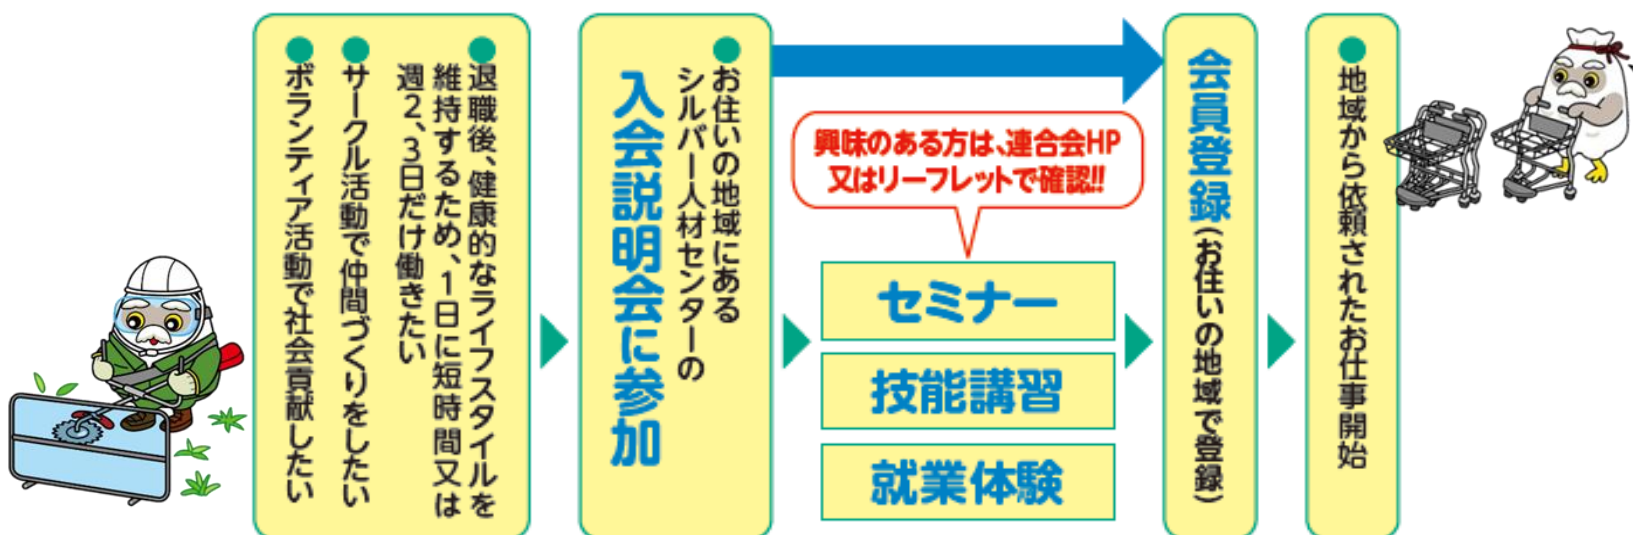 退職後、健康的なライフスタイルを
維持するため、1日に短時間又は
週2、3日だけ働きたい
サークル活動で仲間づくりをしたい
ボランティア活動で社会貢献したい
お住いの地域にある
シルバー人材センターの
入会説明会に参加
興味のある方は、連合会HP
又はリーフレットで確認!!
セミナー
技能講習
就業体験
会員登録(お住いの地域で登録)
地域から依頼されたお仕事開始